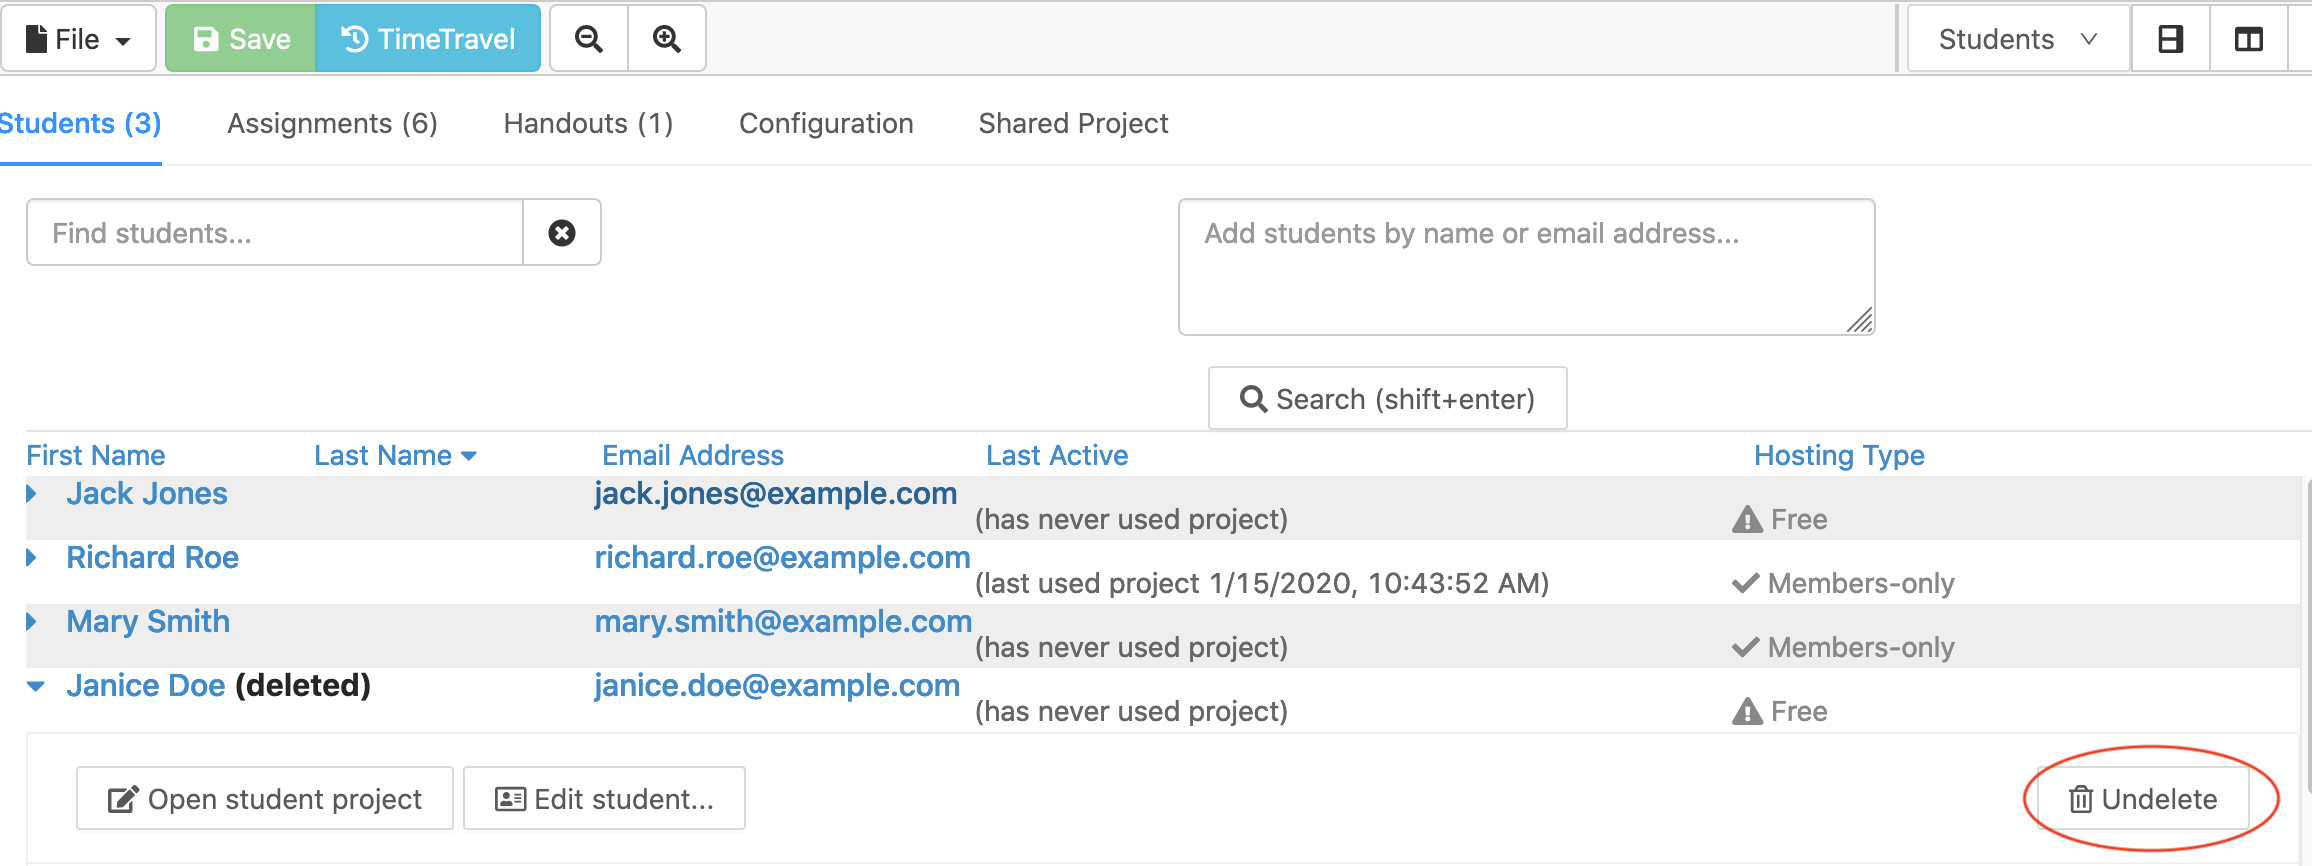 File Save TimeTravel Students
Students (3) Assignments (6) Handouts (1) Configuration Shared Project
Find students... Add students by name or email address...
Search (shift+enter)
First Name Last Name Email Address Last Active Hosting Type
Jack Jones jack.jones@example.com (has never used project) Free
Richard Roe richard.roe@example.com (last used project 1/15/2020, 10:43:52 AM) Members-only
Mary Smith mary.smith@example.com (has never used project) Members-only
Janice Doe (deleted) janice.doe@example.com (has never used project) Free
Open student project Edit student... Undelete